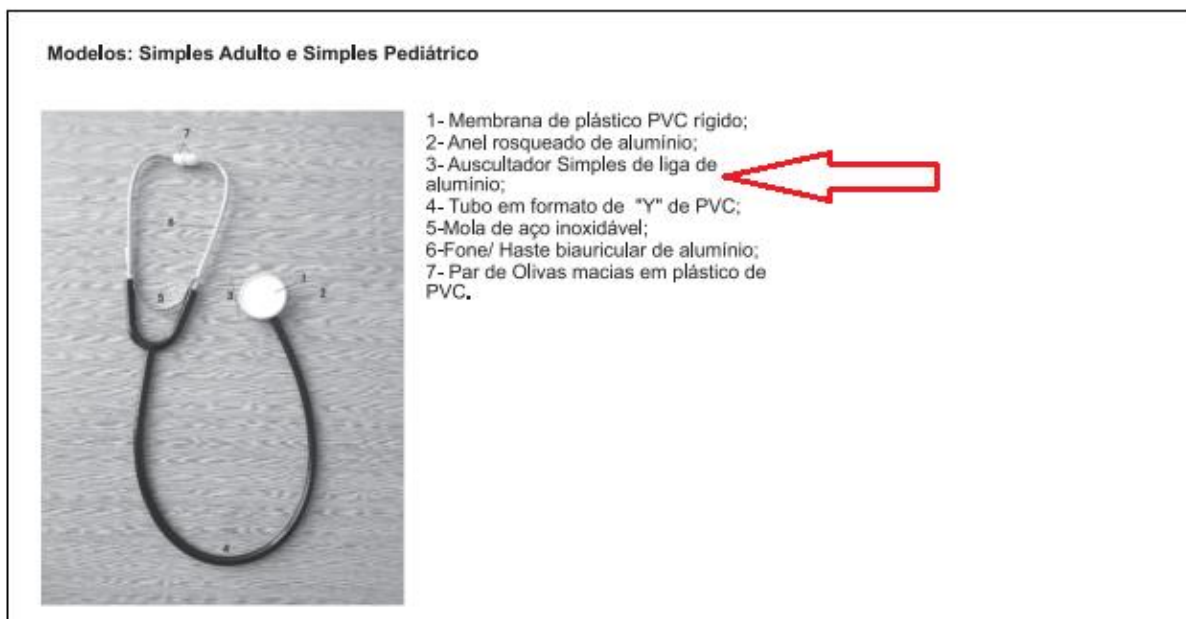 Modelos: Simples Adulto e Simples Pediátrico
1- Membrana de plástico PVC rígido;
2- Anel rosqueado de alumínio;
3- Auscultador Simples de liga de
alumínio;
4- Tubo em formato de "Y" de PVC;
5-Mola de aço inoxidável;
6-Fone/ Haste biauricular de alumínio;
7- Par de Olivas macias em plástico de
PVC.
7
6
5
3
1
2
4